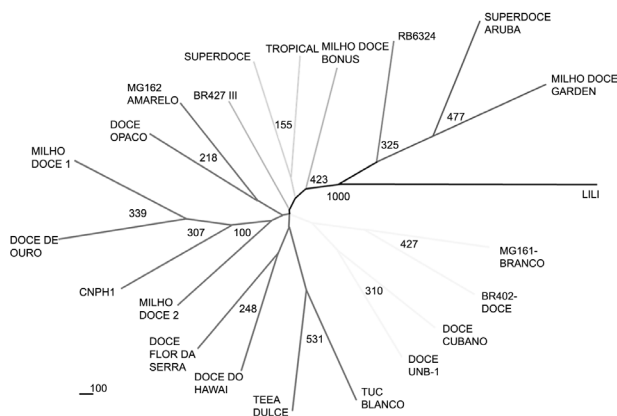 SUPERDOCE
ARUBA
RB6324
SUPERDOCE
TROPICAL
MILHO DOCE
BONUS
MILHO DOCE
GARDEN
MG162
AMARELO
BR427 III
DOCE
OPACO
155
477
325
MILHO
DOCE 1
218
423
1000
LILI
339
307
100
DOCE DE
OURO
427
MG161-
BRANCO
CNPH1
MILHO
DOCE 2
310
BR402-
DOCE
248
531
DOCE
CUBANO
DOCE
FLOR DA
SERRA
DOCE
UNB-1
DOCE DO
HAWAI
TEEA
DULCE
TUC
BLANCO
100